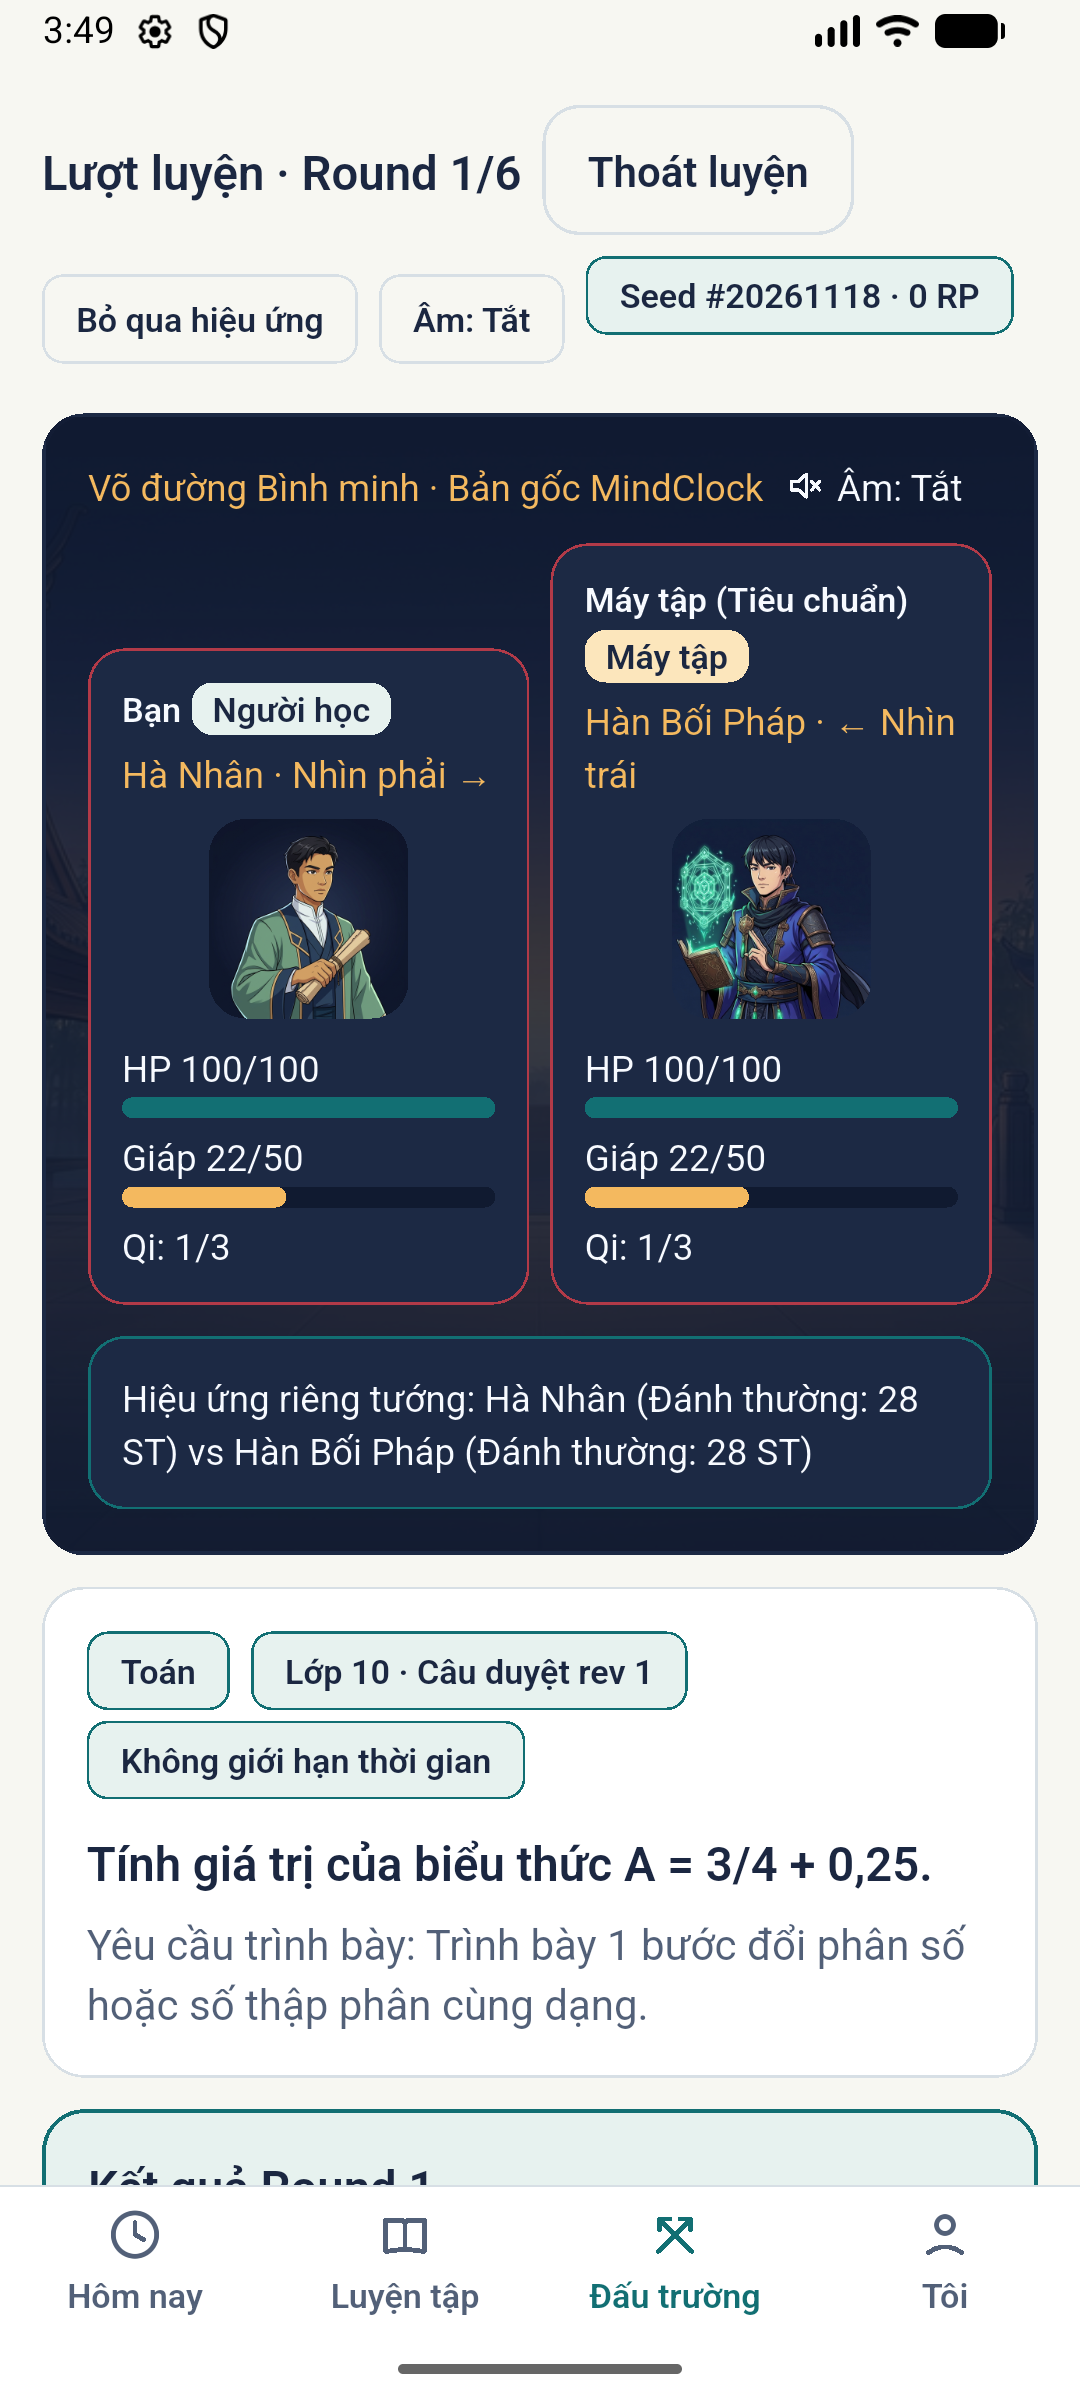 3:49
Lượt luyện · Round 1/6
Thoát luyện
Bỏ qua hiệu ứng
Âm: Tắt
Seed #20261118 · 0 RP
Võ đường Bình minh · Bản gốc MindClock
Âm: Tắt
Bạn
Người học
Hà Nhân · Nhìn phải →
HP 100/100
Giáp 22/50
Qi: 1/3
Máy tập (Tiêu chuẩn)
Máy tập
Hàn Bối Pháp · ← Nhìn
trái
HP 100/100
Giáp 22/50
Qi: 1/3
Hiệu ứng riêng tướng: Hà Nhân (Đánh thường: 28
ST) vs Hàn Bối Pháp (Đánh thường: 28 ST)
Toán
Lớp 10 · Câu duyệt rev 1
Không giới hạn thời gian
Tính giá trị của biểu thức A = 3/4 + 0,25.
Yêu cầu trình bày: Trình bày 1 bước đổi phân số
hoặc số thập phân cùng dạng.
Kết quả Round 1
Hôm nay
Luyện tập
Đấu trường
Tôi